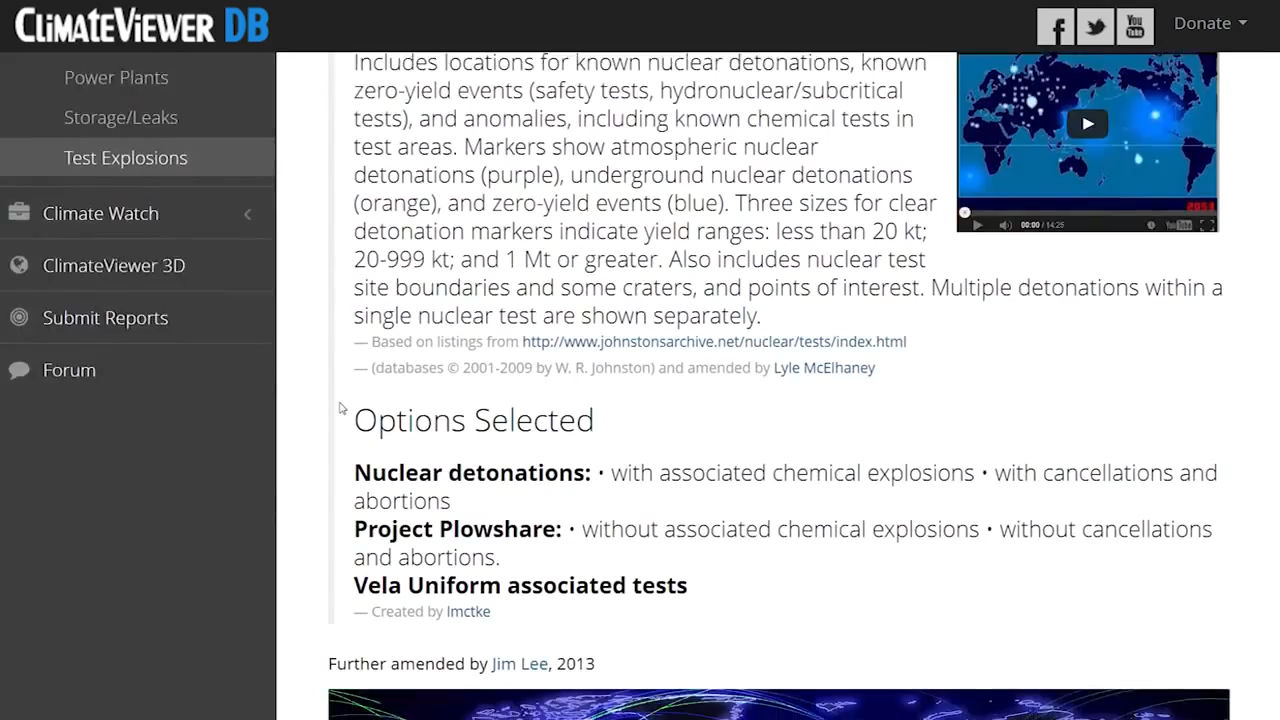 CLIMATEVIEWER DB
f
You
Tube
Donate
Power Plants
Storage/Leaks
Test Explosions
Climate Watch
ClimateViewer 3D
Submit Reports
Forum
Includes locations for known nuclear detonations, known
zero-yield events (safety tests, hydronuclear/subcritical
tests), and anomalies, including known chemical tests in
test areas. Markers show atmospheric nuclear
detonations (purple), underground nuclear detonations
(orange), and zero-yield events (blue). Three sizes for clear
detonation markers indicate yield ranges: less than 20 kt;
20-999 kt; and 1 Mt or greater. Also includes nuclear test
site boundaries and some craters, and points of interest. Multiple detonations within a
single nuclear test are shown separately.
2053
00:00 / 14:25
YouTube
— Based on listings from http://www.johnstonsarchive.net/nuclear/tests/index.html
— (databases © 2001-2009 by W. R. Johnston) and amended by Lyle McElhaney
Options Selected
Nuclear detonations: • with associated chemical explosions • with cancellations and
abortions
Project Plowshare: • without associated chemical explosions • without cancellations
and abortions.
Vela Uniform associated tests
— Created by lmctke
Further amended by Jim Lee, 2013